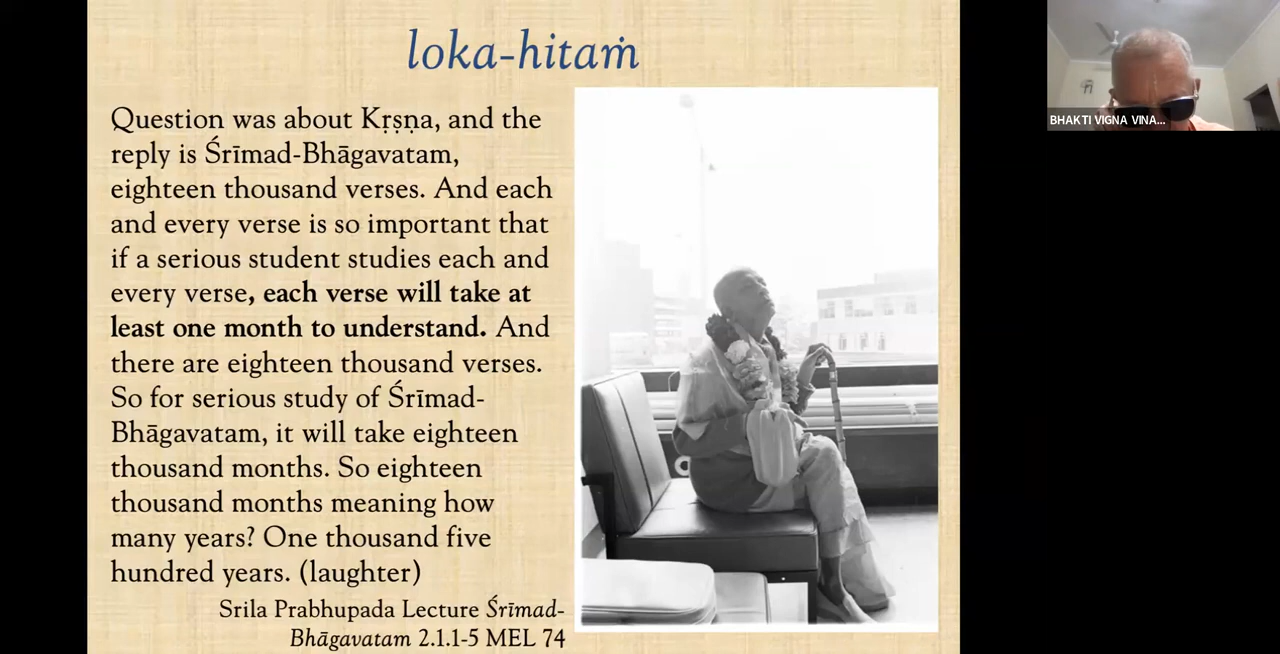 loka-hitaṁ
Question was about Kṛṣṇa, and the
reply is Śrīmad-Bhāgavatam,
eighteen thousand verses. And each
and every verse is so important that
if a serious student studies each and
every verse, each verse will take at
least one month to understand. And
there are eighteen thousand verses.
So for serious study of Śrīmad-
Bhāgavatam, it will take eighteen
thousand months. So eighteen
thousand months meaning how
many years? One thousand five
hundred years. (laughter)
Srila Prabhupada Lecture Śrīmad-
Bhāgavatam 2.1.1-5 MEL 74
BHAKTI VIGNA VINA...